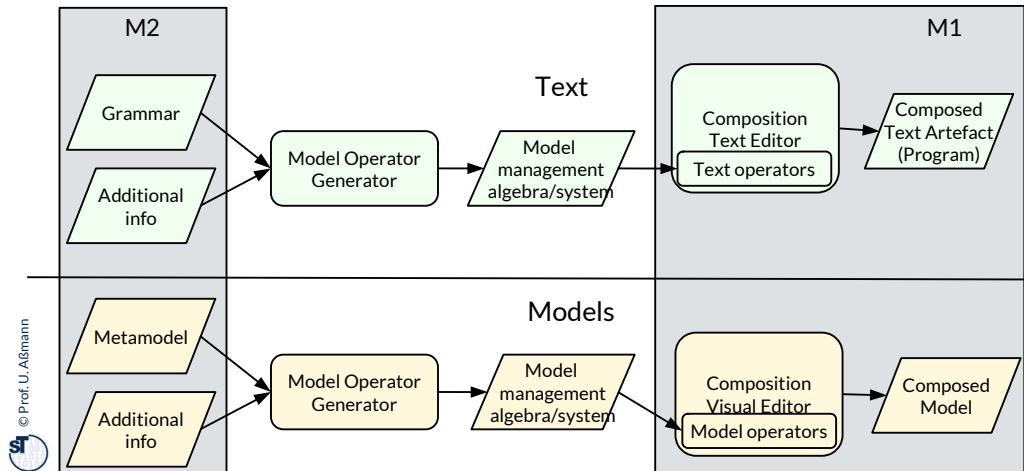 M2
M1
Text
Grammar
Additional
info
Model Operator
Generator
Model
management
algebra/system
Composition
Text Editor
Text operators
Composed
Text Artefact
(Program)
Models
Metamodel
Additional
info
Model Operator
Generator
Model
management
algebra/system
Composition
Visual Editor
Model operators
Composed
Model
© Prof. U. Aßmann
ST